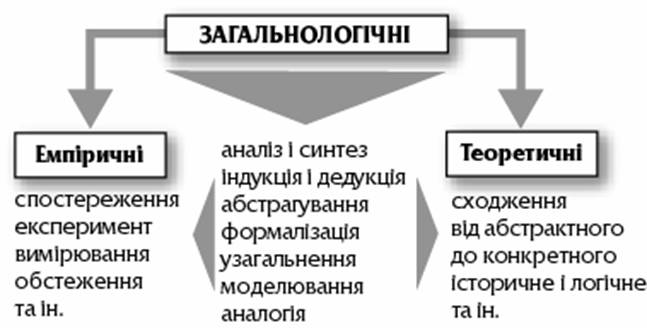 ЗАГАЛЬНОЛОГІЧНІ
Емпіричні
спостереження
експеримент
вимірювання
обстеження
та ін.
аналіз і синтез
індукція і дедукція
абстрагування
формалізація
узагальнення
моделювання
аналогія
Теоретичні
сходження
від абстрактного
до конкретного
історичне і логічне
та ін.